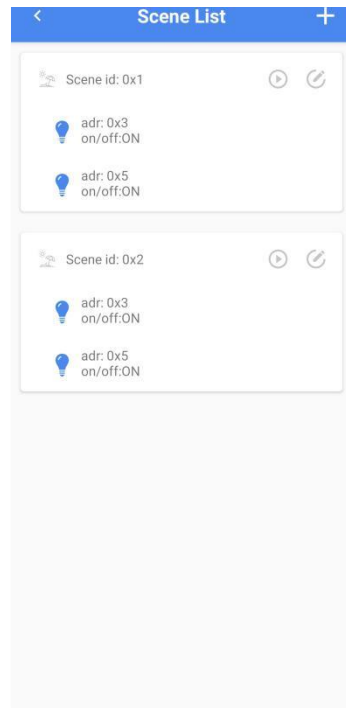 Scene List
Scene id: 0x1
adr: 0x3
on/off:ON
adr: 0x5
on/off:ON
Scene id: 0x2
adr: 0x3
on/off:ON
adr: 0x5
on/off:ON